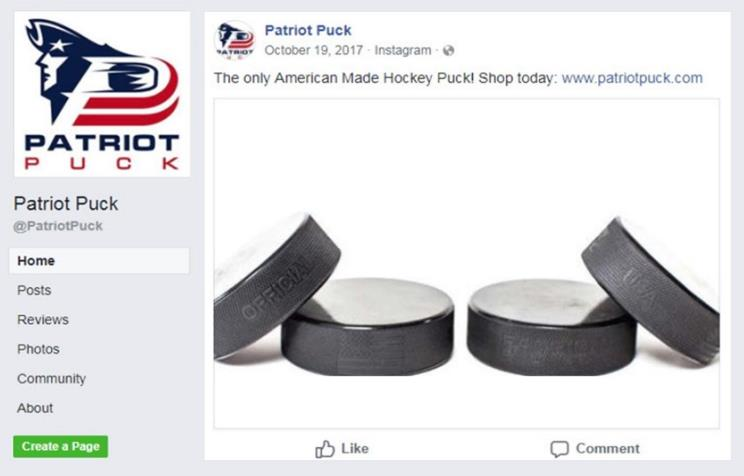 PATRIOT
PUCK
Patriot Puck
@PatriotPuck
Home
Posts
Reviews
Photos
Community
About
Create a Page
PATRIOT
Patriot Puck
October 19, 2017 · Instagram ·
The only American Made Hockey Puck! Shop today: www.patriotpuck.com
OFFICIAL
USA
Like
Comment